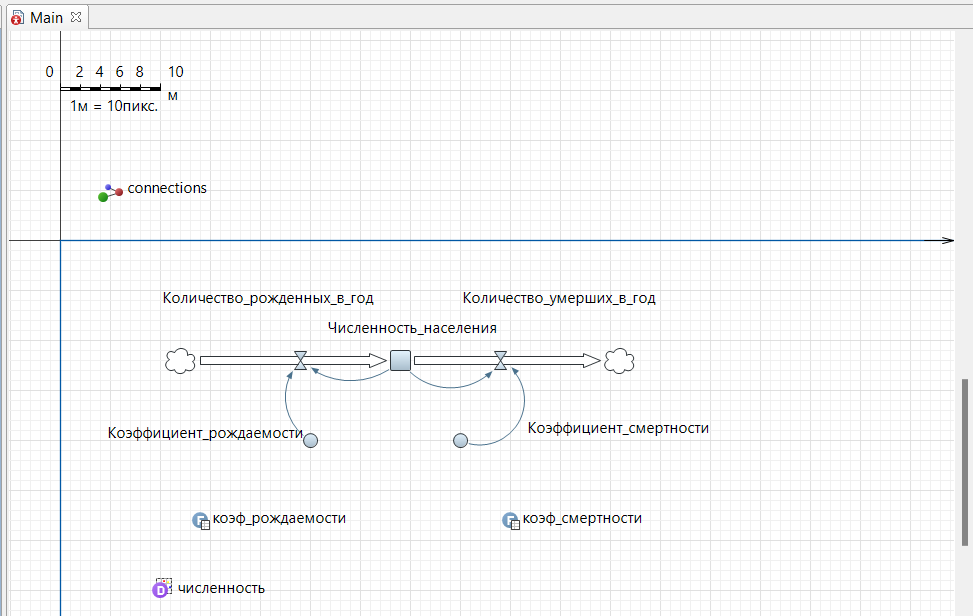 Main
0 2 4 6 8 10
м
1м = 10пикс.
connections
Количество_рожденных_в_год Количество_умерших_в_год
Численность_населения
Коэффициент_рождаемости Коэффициент_смертности
F коэф_рождаемости F коэф_смертности
D численность